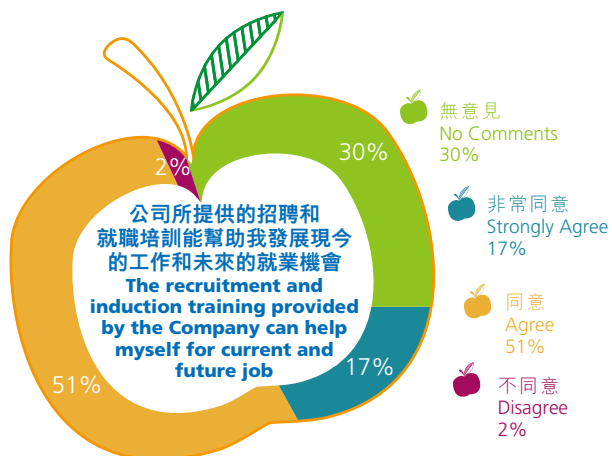 2%
30%
公司所提供的招聘和
就職培訓能幫助我發展現今
的工作和未來的就業機會
The recruitment and
induction training provided
by the Company can help
myself for current and
future job
51%
17%
無意見
No Comments
30%
非常同意
Strongly Agree
17%
同意
Agree
51%
不同意
Disagree
2%